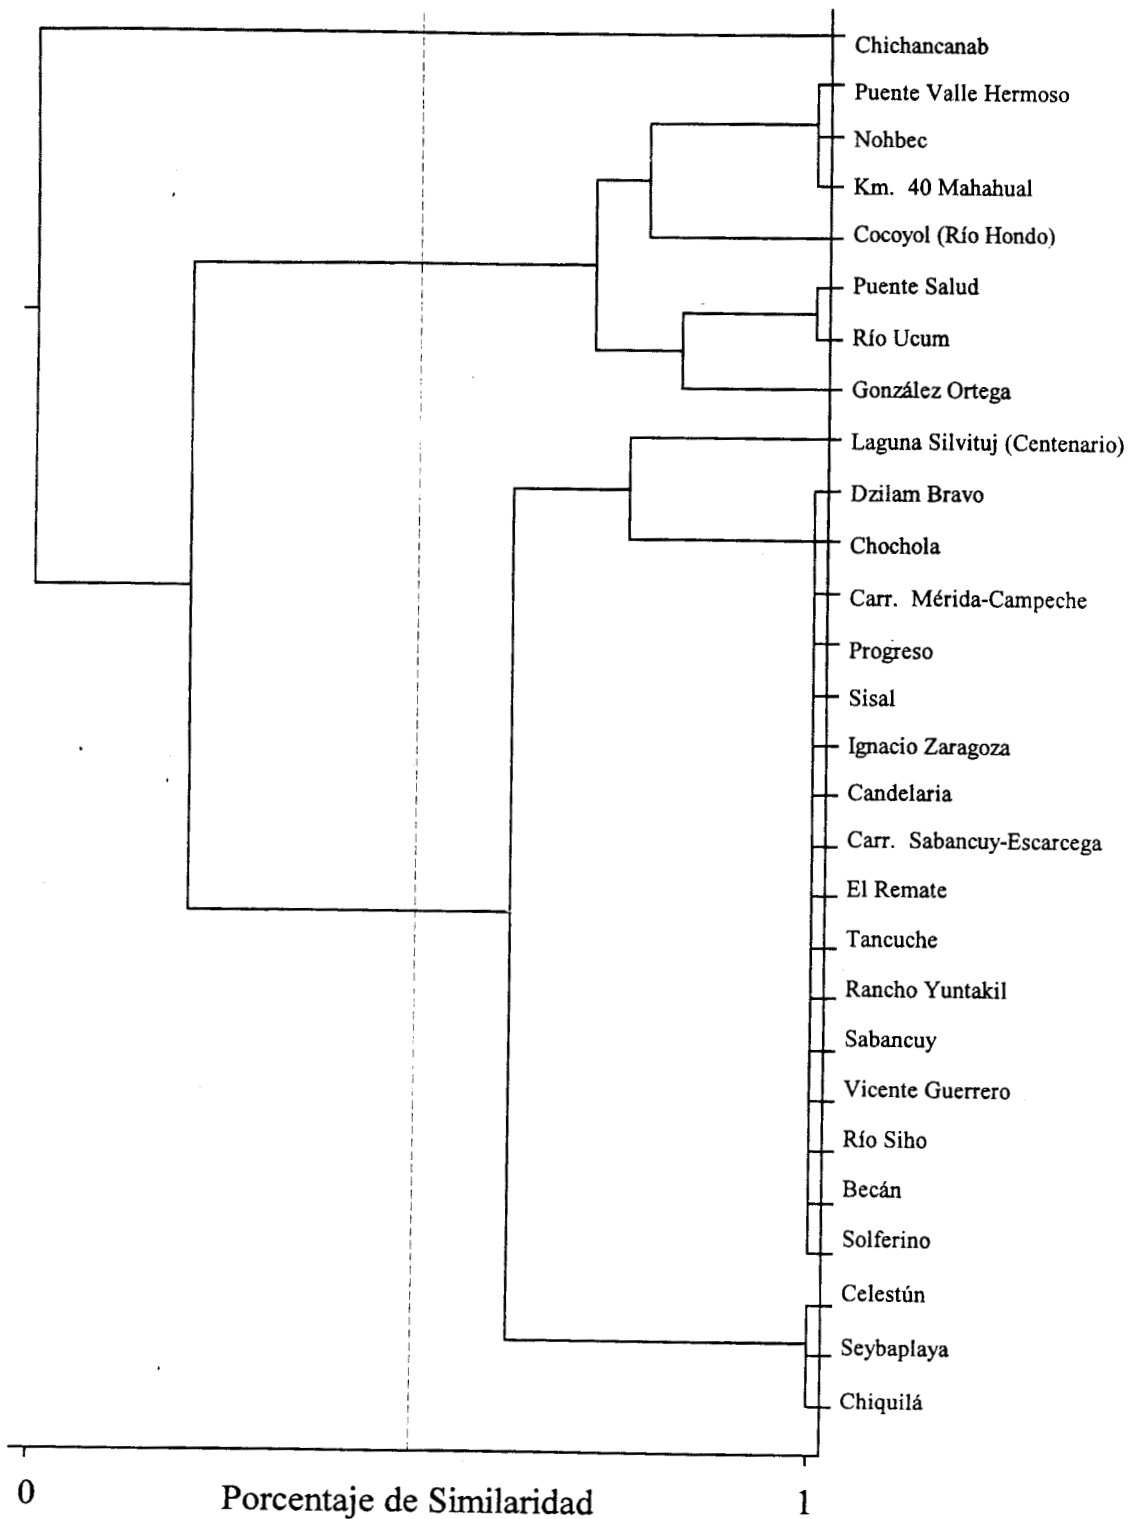 Chichancanab
Puente Valle Hermoso
Nohbec
Km. 40 Mahahual
Cocoyol (Río Hondo)
Puente Salud
Río Ucum
González Ortega
Laguna Silvituj (Centenario)
Dzilam Bravo
Chochola
Carr. Mérida-Campeche
Progreso
Sisal
Ignacio Zaragoza
Candelaria
Carr. Sabancuy-Escarcega
El Remate
Tancuche
Rancho Yuntakil
Sabancuy
Vicente Guerrero
Río Siho
Becán
Solferino
Celestún
Seybaplaya
Chiquilá
0 Porcentaje de Similaridad 1